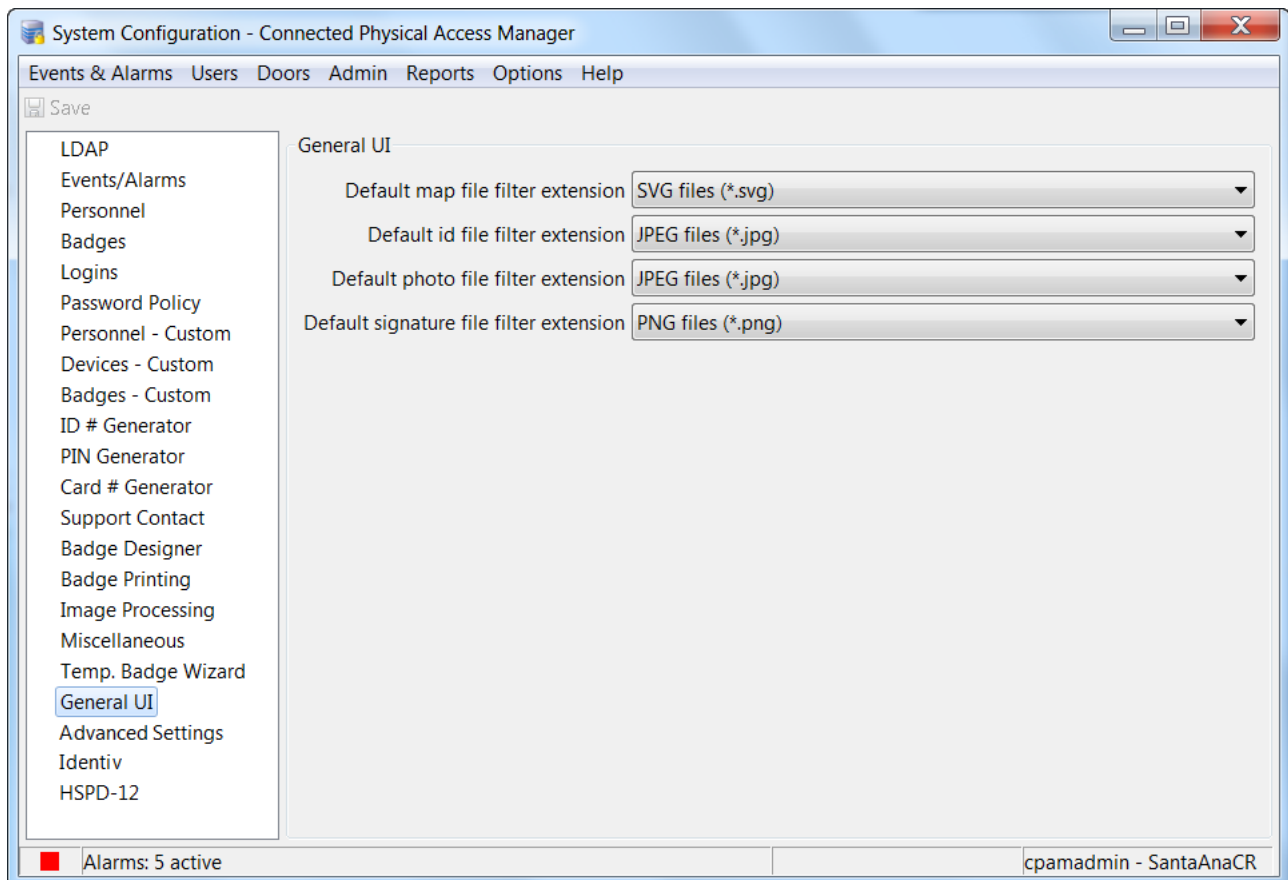 System Configuration - Connected Physical Access Manager
Events & Alarms Users Doors Admin Reports Options Help
Save
LDAP
Events/Alarms
Personnel
Badges
Logins
Password Policy
Personnel - Custom
Devices - Custom
Badges - Custom
ID # Generator
PIN Generator
Card # Generator
Support Contact
Badge Designer
Badge Printing
Image Processing
Miscellaneous
Temp. Badge Wizard
General UI
Advanced Settings
Identiv
HSPD-12
General UI
Default map file filter extension SVG files (*.svg)
Default id file filter extension JPEG files (*.jpg)
Default photo file filter extension JPEG files (*.jpg)
Default signature file filter extension PNG files (*.png)
Alarms: 5 active
cpamadmin - SantaAnaCR